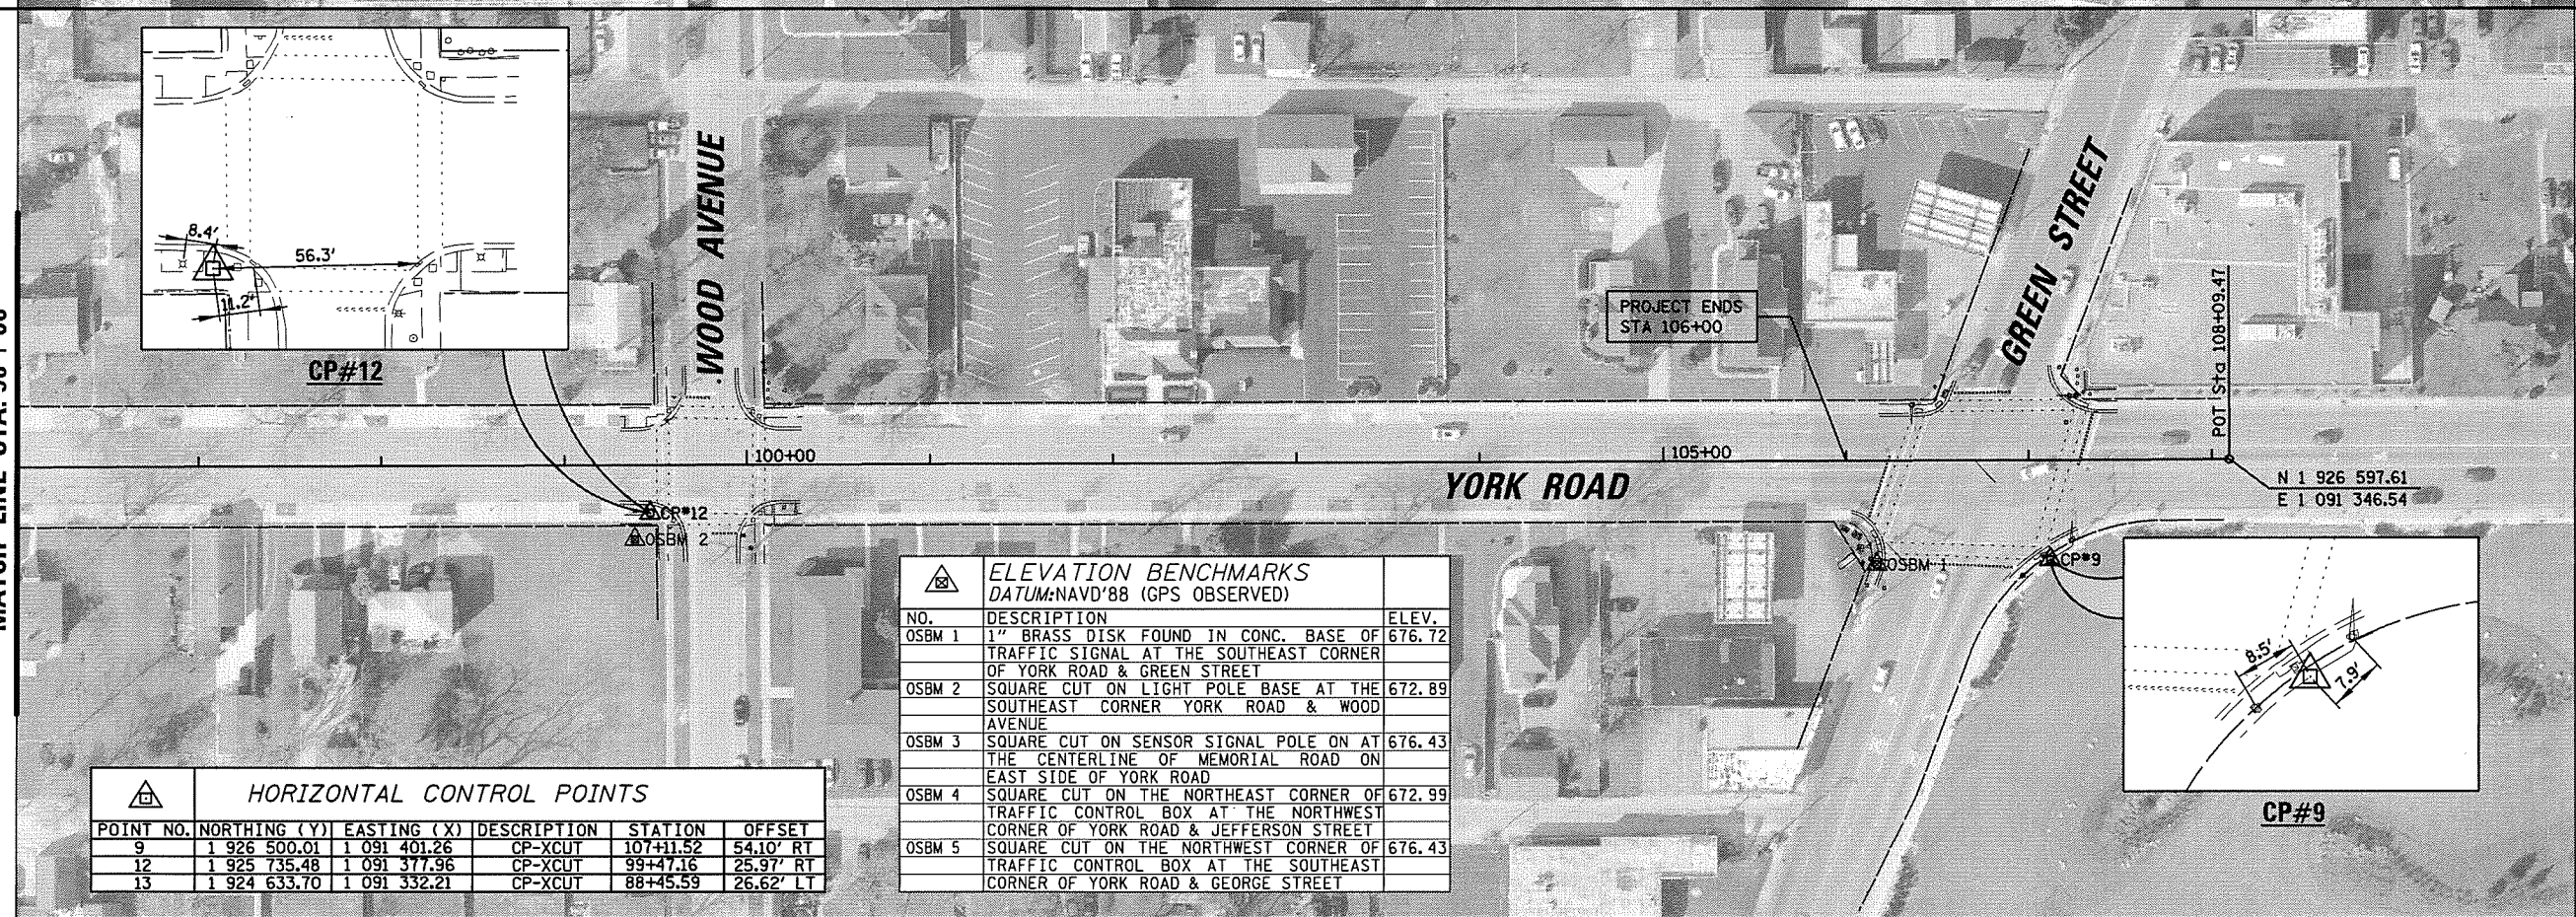 8.4'
56.3'
11.2'
CP#12
WOOD AVENUE
GREEN STREET
PROJECT ENDS
STA 106+00
POT Sta 108+09.47
100+00
105+00
YORK ROAD
N 1 926 597.61
E 1 091 346.54
CP#12
OSBM 2
OSBM 1
CP#9
8.5'
7.9'
CP#9
ELEVATION BENCHMARKS
DATUM:NAVD'88 (GPS OBSERVED)
NO. DESCRIPTION ELEV.
OSBM 1 1" BRASS DISK FOUND IN CONC. BASE OF 676.72
TRAFFIC SIGNAL AT THE SOUTHEAST CORNER
OF YORK ROAD & GREEN STREET
OSBM 2 SQUARE CUT ON LIGHT POLE BASE AT THE 672.89
SOUTHEAST CORNER YORK ROAD & WOOD
AVENUE
OSBM 3 SQUARE CUT ON SENSOR SIGNAL POLE ON AT 676.43
THE CENTERLINE OF MEMORIAL ROAD ON
EAST SIDE OF YORK ROAD
OSBM 4 SQUARE CUT ON THE NORTHEAST CORNER OF 672.99
TRAFFIC CONTROL BOX AT THE NORTHWEST
CORNER OF YORK ROAD & JEFFERSON STREET
OSBM 5 SQUARE CUT ON THE NORTHWEST CORNER OF 676.43
TRAFFIC CONTROL BOX AT THE SOUTHEAST
CORNER OF YORK ROAD & GEORGE STREET
HORIZONTAL CONTROL POINTS
POINT NO. NORTHING (Y) EASTING (X) DESCRIPTION STATION OFFSET
9 1 926 500.01 1 091 401.26 CP-XCUT 107+11.52 54.10' RT
12 1 925 735.48 1 091 377.96 CP-XCUT 99+47.16 25.97' RT
13 1 924 633.70 1 091 332.21 CP-XCUT 88+45.59 26.62' LT